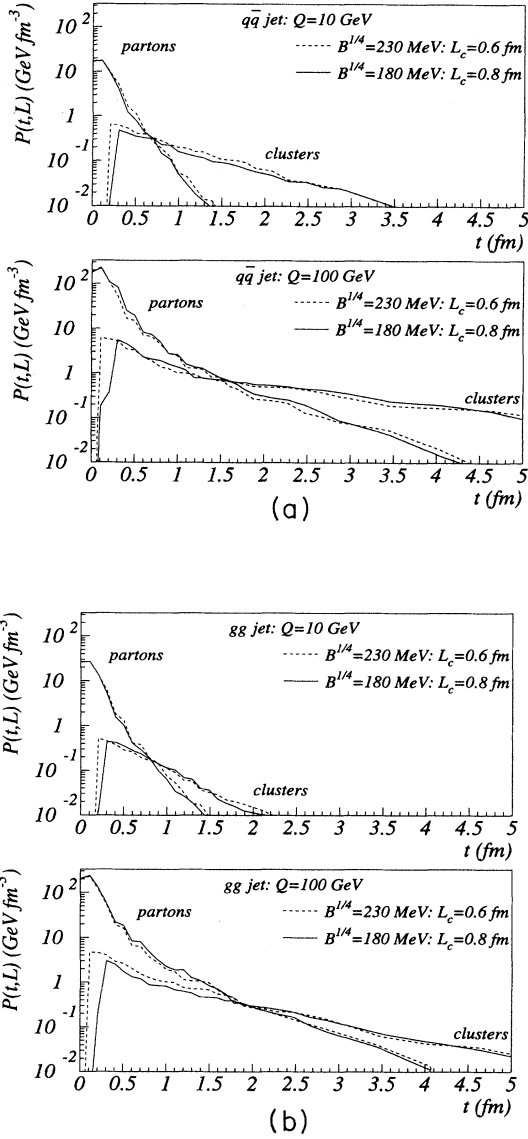 qq̄ jet: Q=10 GeV
partons
B^{1/4}=230 MeV: L_c=0.6 fm
B^{1/4}=180 MeV: L_c=0.8 fm
clusters
P(t,L) (GeV fm^{-3})
10^2
10
1
10^{-1}
10^{-2}
0 0.5 1 1.5 2 2.5 3 3.5 4 4.5 5
t (fm)
qq̄ jet: Q=100 GeV
partons
B^{1/4}=230 MeV: L_c=0.6 fm
B^{1/4}=180 MeV: L_c=0.8 fm
clusters
P(t,L) (GeV fm^{-3})
10^2
10
1
10^{-1}
10^{-2}
0 0.5 1 1.5 2 2.5 3 3.5 4 4.5 5
t (fm)
(a)
gg jet: Q=10 GeV
partons
B^{1/4}=230 MeV: L_c=0.6 fm
B^{1/4}=180 MeV: L_c=0.8 fm
clusters
P(t,L) (GeV fm^{-3})
10^2
10
1
10^{-1}
10^{-2}
0 0.5 1 1.5 2 2.5 3 3.5 4 4.5 5
t (fm)
gg jet: Q=100 GeV
partons
B^{1/4}=230 MeV: L_c=0.6 fm
B^{1/4}=180 MeV: L_c=0.8 fm
clusters
P(t,L) (GeV fm^{-3})
10^2
10
1
10^{-1}
10^{-2}
0 0.5 1 1.5 2 2.5 3 3.5 4 4.5 5
t (fm)
(b)